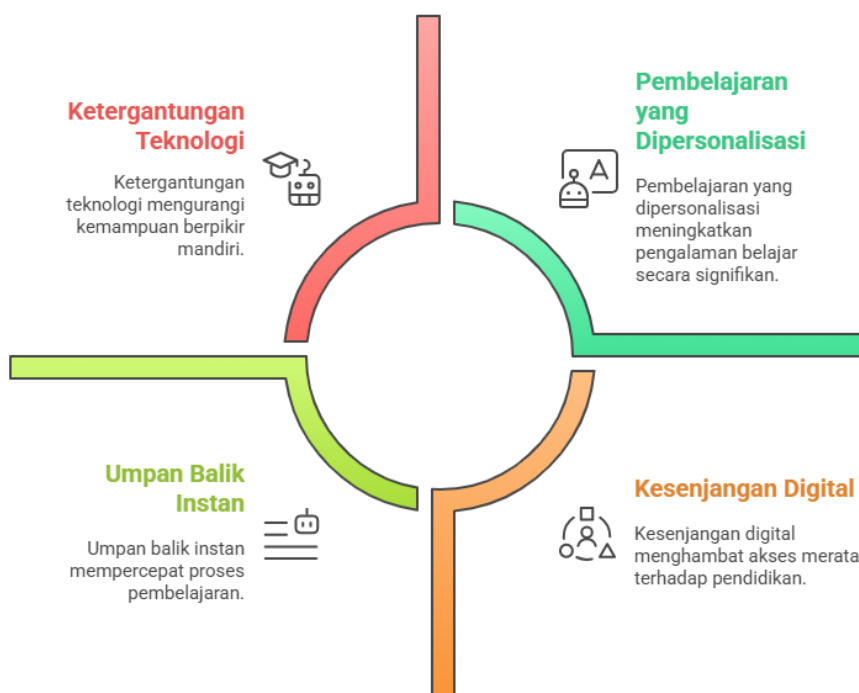 Ketergantungan
Teknologi
Ketergantungan
teknologi mengurangi
kemampuan berpikir
mandiri.
Pembelajaran
yang
Dipersonalisasi
A
Pembelajaran yang
dipersonalisasi
meningkatkan
pengalaman belajar
secara signifikan.
Umpan Balik
Instan
Umpan balik instan
mempercepat proses
pembelajaran.
Kesenjangan Digital
Kesenjangan digital
menghambat akses merata
terhadap pendidikan.